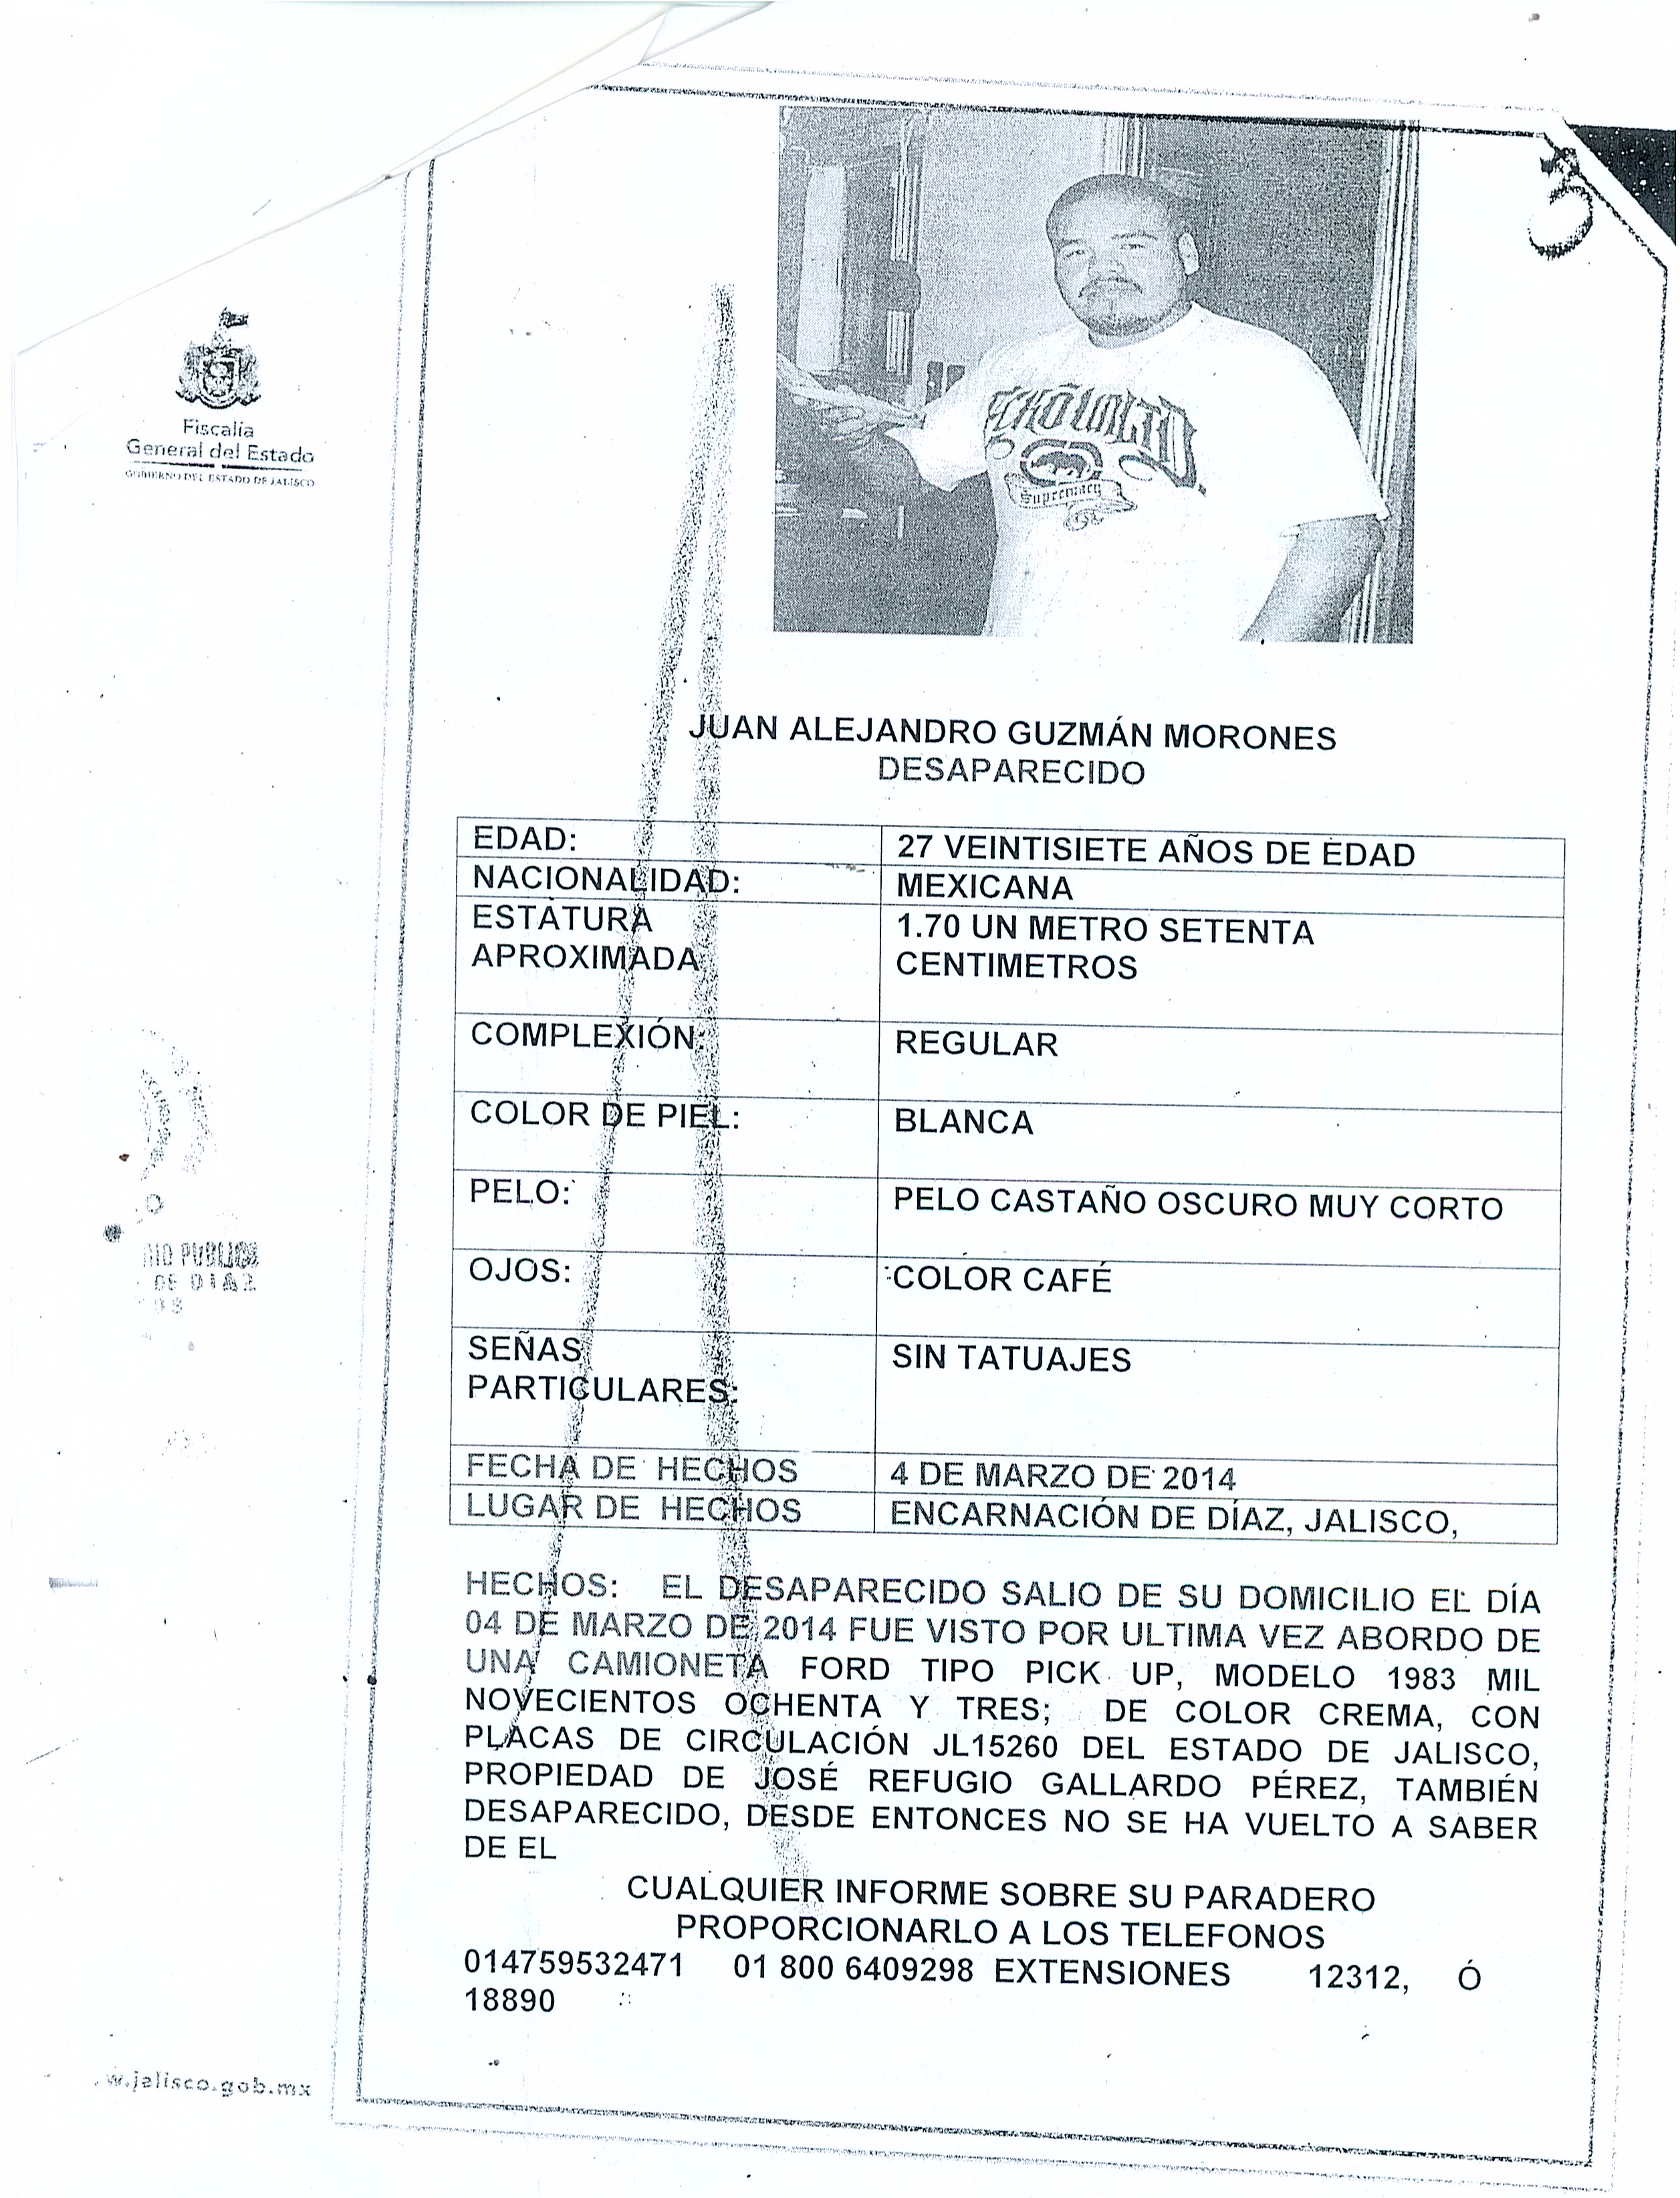 Fiscalía
General del Estado
GOBIERNO DEL ESTADO DE JALISCO
Supremacy
JUAN ALEJANDRO GUZMÁN MORONES
DESAPARECIDO
EDAD: 27 VEINTISIETE AÑOS DE EDAD
NACIONALIDAD: MEXICANA
ESTATURA 1.70 UN METRO SETENTA
APROXIMADA CENTIMETROS
COMPLEXIÓN: REGULAR
COLOR DE PIEL: BLANCA
PELO: PELO CASTAÑO OSCURO MUY CORTO
OJOS: COLOR CAFÉ
SEÑAS SIN TATUAJES
PARTICULARES:
FECHA DE HECHOS 4 DE MARZO DE 2014
LUGAR DE HECHOS ENCARNACIÓN DE DÍAZ, JALISCO,
HECHOS: EL DESAPARECIDO SALIO DE SU DOMICILIO EL DÍA
04 DE MARZO DE 2014 FUE VISTO POR ULTIMA VEZ ABORDO DE
UNA CAMIONETA FORD TIPO PICK UP, MODELO 1983 MIL
NOVECIENTOS OCHENTA Y TRES; DE COLOR CREMA, CON
PLACAS DE CIRCULACIÓN JL15260 DEL ESTADO DE JALISCO,
PROPIEDAD DE JOSÉ REFUGIO GALLARDO PÉREZ, TAMBIÉN
DESAPARECIDO, DESDE ENTONCES NO SE HA VUELTO A SABER
DE EL
CUALQUIER INFORME SOBRE SU PARADERO
PROPORCIONARLO A LOS TELEFONOS
014759532471 01 800 6409298 EXTENSIONES 12312, Ó
18890
PUBLICO
DE DIAZ
w.jalisco.gob.mx